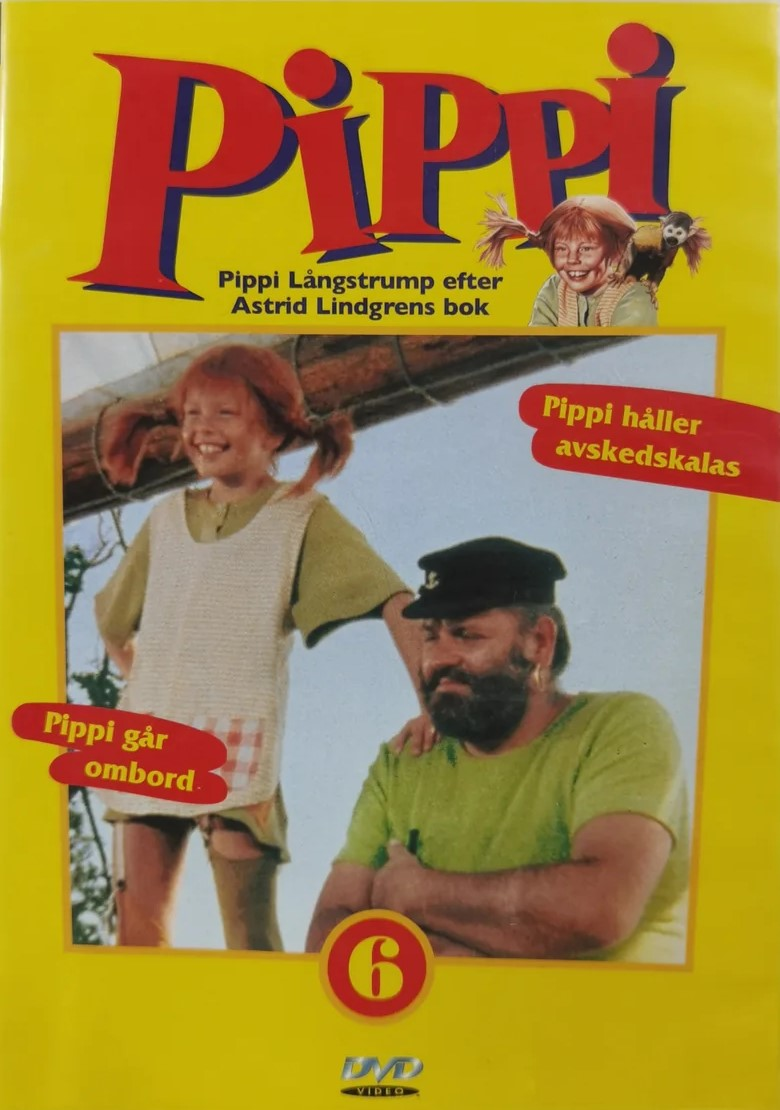 Pippi
Pippi Långstrump efter
Astrid Lindgrens bok
Pippi håller
avskedskalas
Pippi går
ombord
6
DVD
VIDEO